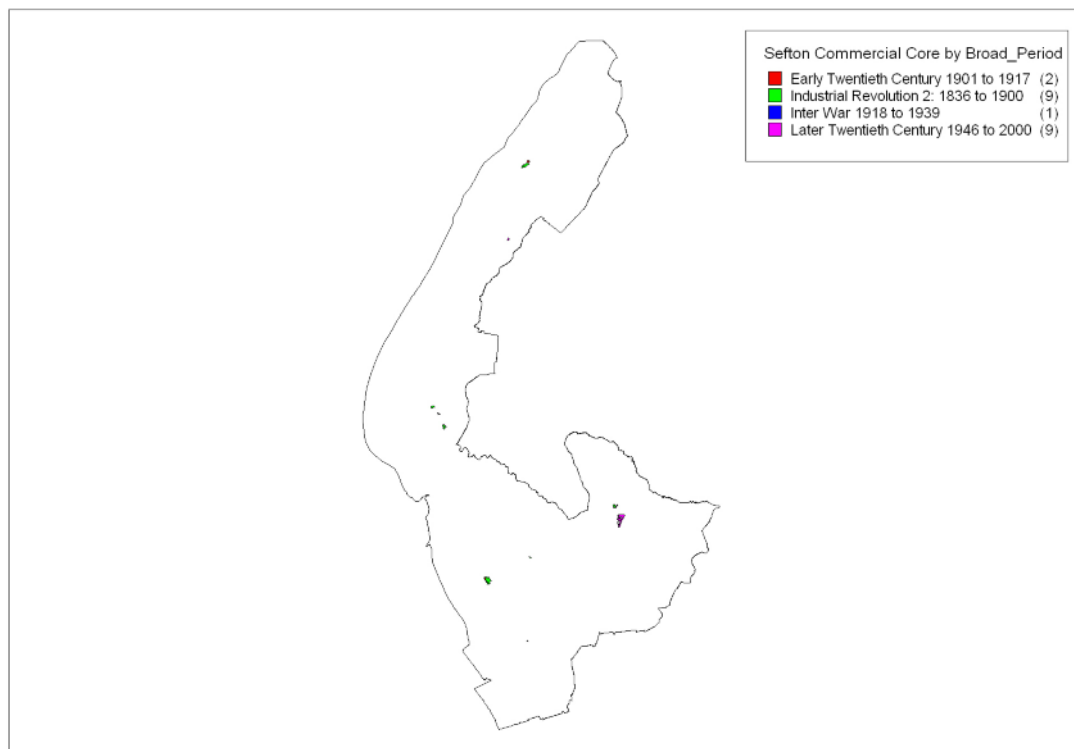 Sefton Commercial Core by Broad_Period
Early Twentieth Century 1901 to 1917 (2)
Industrial Revolution 2: 1836 to 1900 (9)
Inter War 1918 to 1939 (1)
Later Twentieth Century 1946 to 2000 (9)